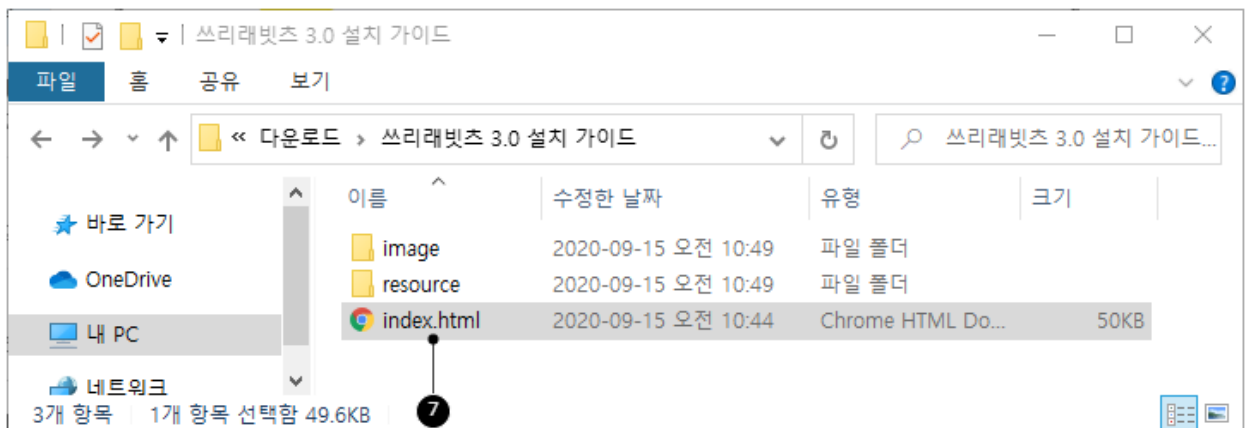 쓰리래빗츠 3.0 설치 가이드
파일 홈 공유 보기
« 다운로드 > 쓰리래빗츠 3.0 설치 가이드
쓰리래빗츠 3.0 설치 가이드...
이름 수정한 날짜 유형 크기
바로 가기
OneDrive
내 PC
네트워크
image 2020-09-15 오전 10:49 파일 폴더
resource 2020-09-15 오전 10:49 파일 폴더
index.html 2020-09-15 오전 10:44 Chrome HTML Do... 50KB
7
3개 항목 1개 항목 선택함 49.6KB